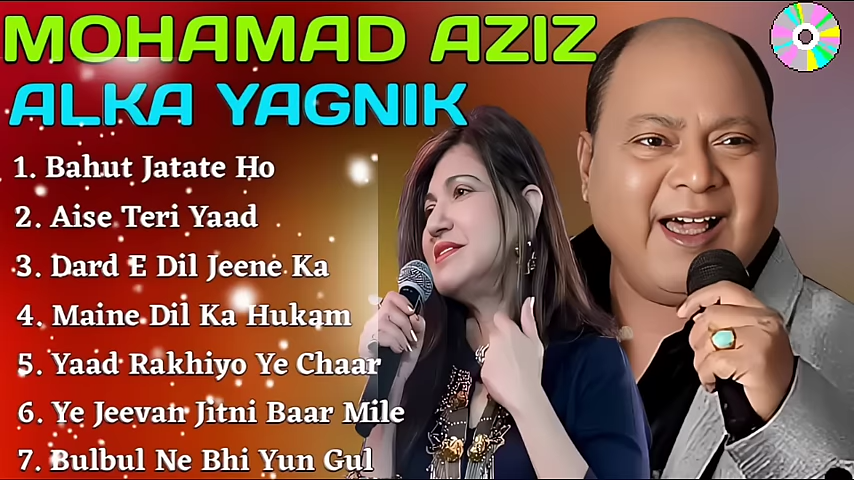 MOHAMAD AZIZ
ALKA YAGNIK
1. Bahut Jatate Ho
2. Aise Teri Yaad
3. Dard E Dil Jeene Ka
4. Maine Dil Ka Hukam
5. Yaad Rakhiyo Ye Chaar
6. Ye Jeevan Jitni Baar Mile
7. Bulbul Ne Bhi Yun Gul